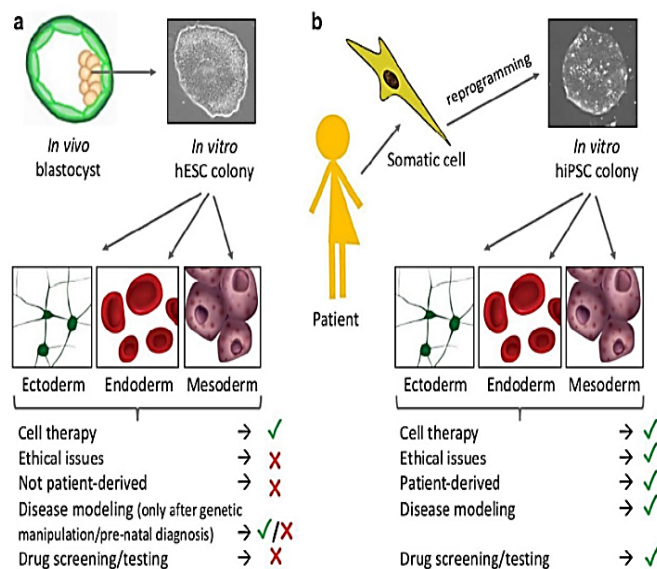 a
In vivo
blastocyst
In vitro
hESC colony
Ectoderm
Endoderm
Mesoderm
Cell therapy → ✓
Ethical issues → X
Not patient-derived → X
Disease modeling (only after genetic
manipulation/pre-natal diagnosis) → ✓/X
Drug screening/testing → X
b
reprogramming
Somatic cell
In vitro
hiPSC colony
Patient
Ectoderm
Endoderm
Mesoderm
Cell therapy → ✓
Ethical issues → ✓
Patient-derived → ✓
Disease modeling → ✓
Drug screening/testing → ✓